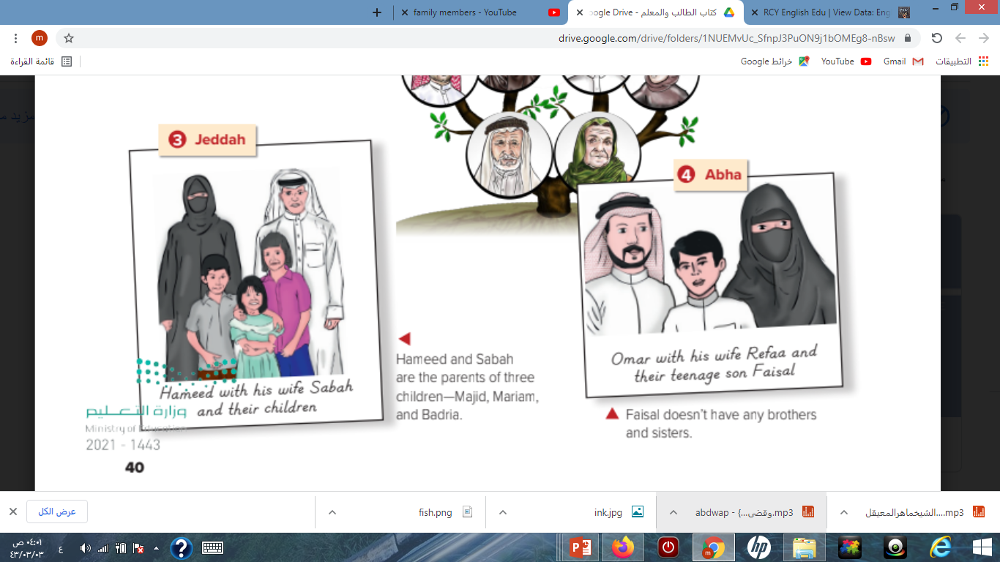 family members - YouTube
كتاب الطالب والمعلم - oogle Drive
RCY English Edu | View Data: Eng
m
drive.google.com/drive/folders/1NUEMvUc_SfnpJ3PuON9j1bOMEg8-nBsw
قائمة القراءة
خرائط Google
YouTube
Gmail
التطبيقات
3 Jeddah
4 Abha
Hameed with his wife Sabah
and their children
Hameed and Sabah
are the parents of three
children—Majid, Mariam,
and Badria.
Omar with his wife Refaa and
their teenage son Faisal
Faisal doesn't have any brothers
and sisters.
وزارة التعليم
Ministry of Education
2021 - 1443
40
عرض الكل
fish.png
ink.jpg
abdwap - {...وقضى.mp3
الشيخماهرالمعيقل....mp3
٠٤:٠١ ص
٤٣/٠٣/٠٣
ع
hp